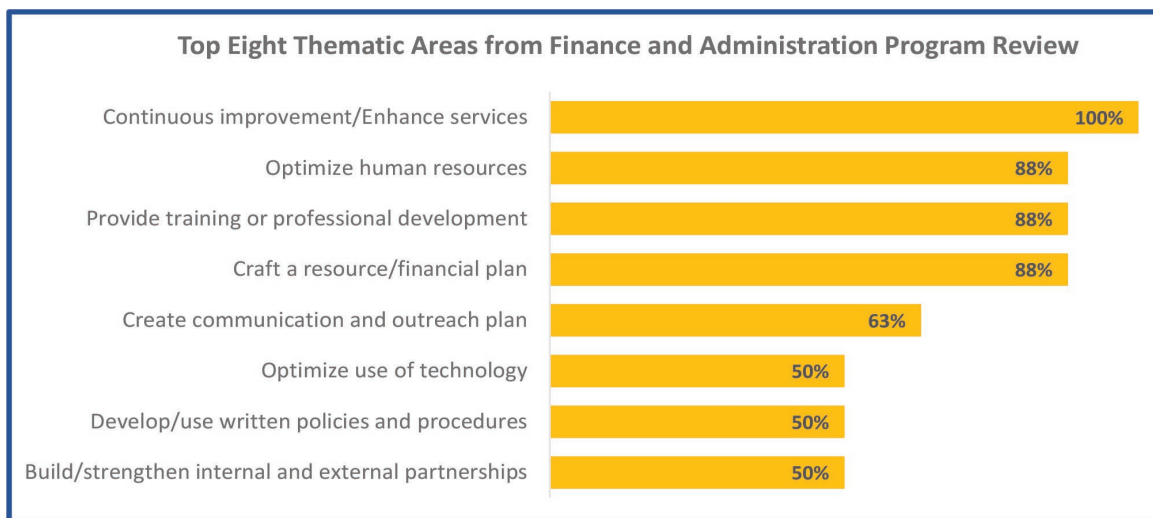 Top Eight Thematic Areas from Finance and Administration Program Review
Continuous improvement/Enhance services 100%
Optimize human resources 88%
Provide training or professional development 88%
Craft a resource/financial plan 88%
Create communication and outreach plan 63%
Optimize use of technology 50%
Develop/use written policies and procedures 50%
Build/strengthen internal and external partnerships 50%